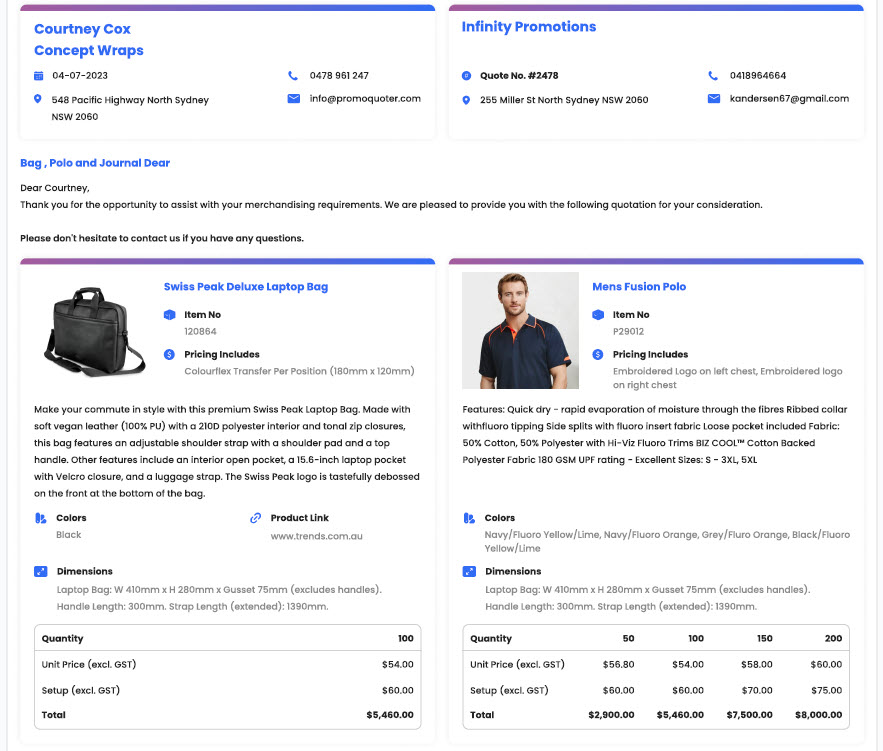 Courtney Cox
Concept Wraps
04-07-2023
0478 961 247
548 Pacific Highway North Sydney
NSW 2060
info@promoquoter.com
Infinity Promotions
Quote No. #2478
0418964664
255 Miller St North Sydney NSW 2060
kandersen67@gmail.com
Bag , Polo and Journal Dear
Dear Courtney,
Thank you for the opportunity to assist with your merchandising requirements. We are pleased to provide you with the following quotation for your consideration.
Please don't hesitate to contact us if you have any questions.
Swiss Peak Deluxe Laptop Bag
Item No
120864
Pricing Includes
Colourflex Transfer Per Position (180mm x 120mm)
Make your commute in style with this premium Swiss Peak Laptop Bag. Made with
soft vegan leather (100% PU) with a 210D polyester interior and tonal zip closures,
this bag features an adjustable shoulder strap with a shoulder pad and a top
handle. Other features include an interior open pocket, a 15.6-inch laptop pocket
with Velcro closure, and a luggage strap. The Swiss Peak logo is tastefully debossed
on the front at the bottom of the bag.
Colors
Black
Product Link
www.trends.com.au
Dimensions
Laptop Bag: W 410mm x H 280mm x Gusset 75mm (excludes handles).
Handle Length: 300mm. Strap Length (extended): 1390mm.
Quantity 100
Unit Price (excl. GST) $54.00
Setup (excl. GST) $60.00
Total $5,460.00
Mens Fusion Polo
Item No
P29012
Pricing Includes
Embroidered Logo on left chest, Embroidered logo
on right chest
Features: Quick dry - rapid evaporation of moisture through the fibres Ribbed collar
withfluoro tipping Side splits with fluoro insert fabric Loose pocket included Fabric:
50% Cotton, 50% Polyester with Hi-Viz Fluoro Trims BIZ COOL™ Cotton Backed
Polyester Fabric 180 GSM UPF rating - Excellent Sizes: S - 3XL, 5XL
Colors
Navy/Fluoro Yellow/Lime, Navy/Fluoro Orange, Grey/Fluro Orange, Black/Fluoro
Yellow/Lime
Dimensions
Laptop Bag: W 410mm x H 280mm x Gusset 75mm (excludes handles).
Handle Length: 300mm. Strap Length (extended): 1390mm.
Quantity 50 100 150 200
Unit Price (excl. GST) $56.80 $54.00 $58.00 $60.00
Setup (excl. GST) $60.00 $60.00 $70.00 $75.00
Total $2,900.00 $5,460.00 $7,500.00 $8,000.00